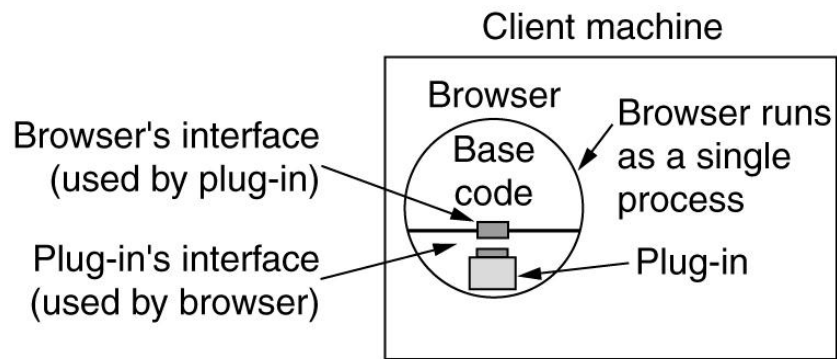 Client machine
Browser
Browser's interface
(used by plug-in)
Base
code
Browser runs
as a single
process
Plug-in's interface
(used by browser)
Plug-in